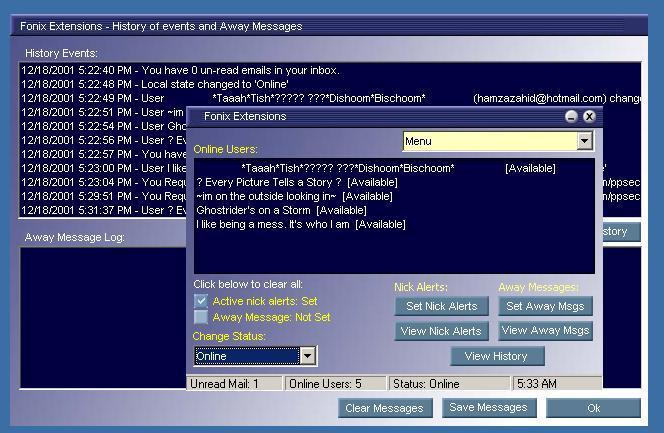 Fonix Extensions - History of events and Away Messages
History Events:
12/18/2001 5:22:40 PM - You have 0 un-read emails in your inbox.
12/18/2001 5:22:48 PM - Local state changed to 'Online'
12/18/2001 5:22:49 PM - User *Taaah*Tish*????? ???*Dishoom*Bischoom* (hamzazahid@hotmail.com) chang
12/18/2001 5:22:51 PM - User ~im
12/18/2001 5:22:54 PM - User Gho
12/18/2001 5:22:56 PM - User ? Ev
12/18/2001 5:22:57 PM - You have
12/18/2001 5:23:00 PM - User I like
12/18/2001 5:23:04 PM - You Requ n/ppsec
12/18/2001 5:29:51 PM - You Requ n/ppsec
12/18/2001 5:31:37 PM - User ? Ev
story
Away Message Log:
Fonix Extensions
Menu
Online Users:
*Taaah*Tish*????? ???*Dishoom*Bischoom* [Available]
? Every Picture Tells a Story ? [Available]
~im on the outside looking in~ [Available]
Ghostrider's on a Storm [Available]
I like being a mess. It's who I am [Available]
Click below to clear all:
Active nick alerts: Set
Away Message: Not Set
Change Status:
Online
Nick Alerts: Away Messages:
Set Nick Alerts Set Away Msgs
View Nick Alerts View Away Msgs
View History
Unread Mail: 1 Online Users: 5 Status: Online 5:33 AM
Clear Messages Save Messages Ok